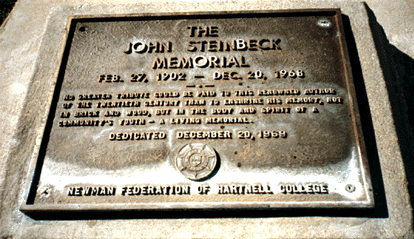 THE
JOHN STEINBECK
MEMORIAL
FEB. 27, 1902 — DEC. 20, 1968
NO GREATER TRIBUTE COULD BE PAID TO THIS RENOWNED AUTHOR
OF THE TWENTIETH CENTURY THAN TO ENSHRINE HIS MEMORY, NOT
IN BRICK AND WOOD, BUT IN THE BODY AND SPIRIT OF A
COMMUNITY'S YOUTH — A LIVING MEMORIAL.
DEDICATED DECEMBER 20, 1969
NEWMAN FEDERATION OF HARTNELL COLLEGE